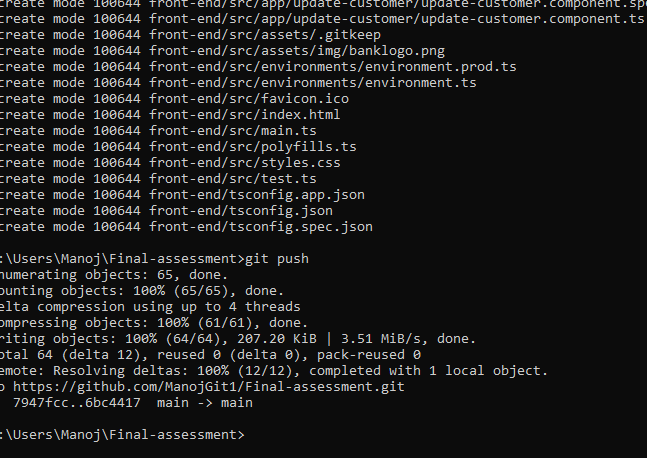 create mode 100644 front-end/src/app/update-customer/update-customer.component.spe
create mode 100644 front-end/src/app/update-customer/update-customer.component.ts
create mode 100644 front-end/src/assets/.gitkeep
create mode 100644 front-end/src/assets/img/banklogo.png
create mode 100644 front-end/src/environments/environment.prod.ts
create mode 100644 front-end/src/environments/environment.ts
create mode 100644 front-end/src/favicon.ico
create mode 100644 front-end/src/index.html
create mode 100644 front-end/src/main.ts
create mode 100644 front-end/src/polyfills.ts
create mode 100644 front-end/src/styles.css
create mode 100644 front-end/src/test.ts
create mode 100644 front-end/tsconfig.app.json
create mode 100644 front-end/tsconfig.json
create mode 100644 front-end/tsconfig.spec.json
:\Users\Manoj\Final-assessment>git push
numerating objects: 65, done.
ounting objects: 100% (65/65), done.
elta compression using up to 4 threads
ompressing objects: 100% (61/61), done.
riting objects: 100% (64/64), 207.20 KiB | 3.51 MiB/s, done.
otal 64 (delta 12), reused 0 (delta 0), pack-reused 0
emote: Resolving deltas: 100% (12/12), completed with 1 local object.
o https://github.com/ManojGit1/Final-assessment.git
7947fcc..6bc4417  main -> main
:\Users\Manoj\Final-assessment>